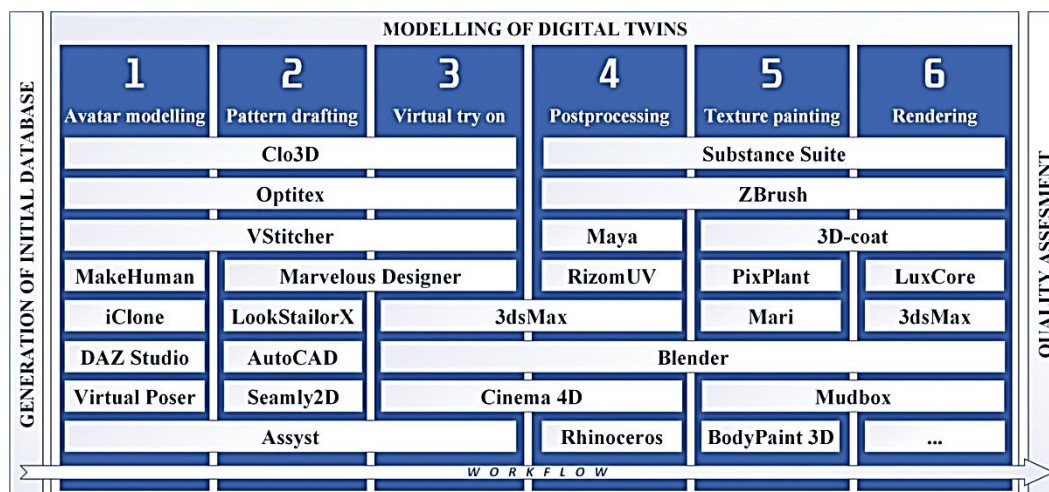 GENERATION OF INITIAL DATABASE
MODELLING OF DIGITAL TWINS
1 2 3 4 5 6
Avatar modelling Pattern drafting Virtual try on Postprocessing Texture painting Rendering
Clo3D Substance Suite
Optitex ZBrush
VStitcher Maya 3D-coat
MakeHuman Marvelous Designer RizomUV PixPlant LuxCore
iClone LookStailorX 3dsMax Mari 3dsMax
DAZ Studio AutoCAD Blender
Virtual Poser Seamly2D Cinema 4D Mudbox
Assyst Rhinoceros BodyPaint 3D ...
WORKFLOW
QUALITY ASSESMENT